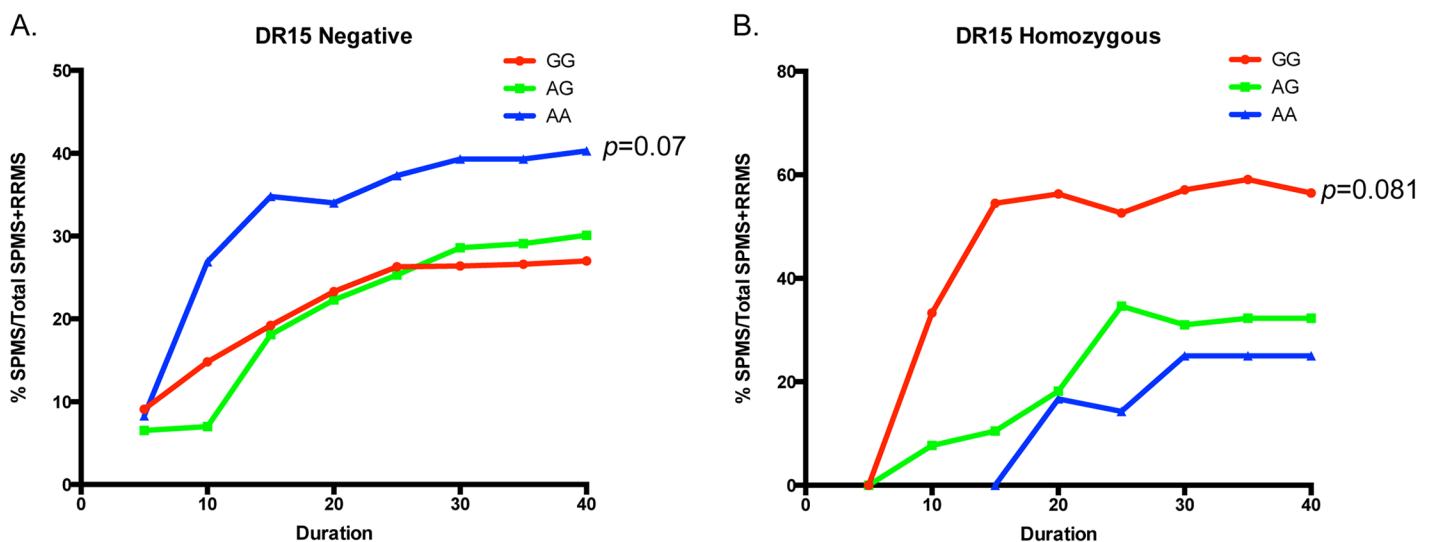 A.
DR15 Negative
GG
AG
AA
50
40
30
20
10
0
% SPMS/Total SPMS+RRMS
p=0.07
0 10 20 30 40
Duration
B.
DR15 Homozygous
GG
AG
AA
80
60
40
20
0
% SPMS/Total SPMS+RRMS
p=0.081
0 10 20 30 40
Duration